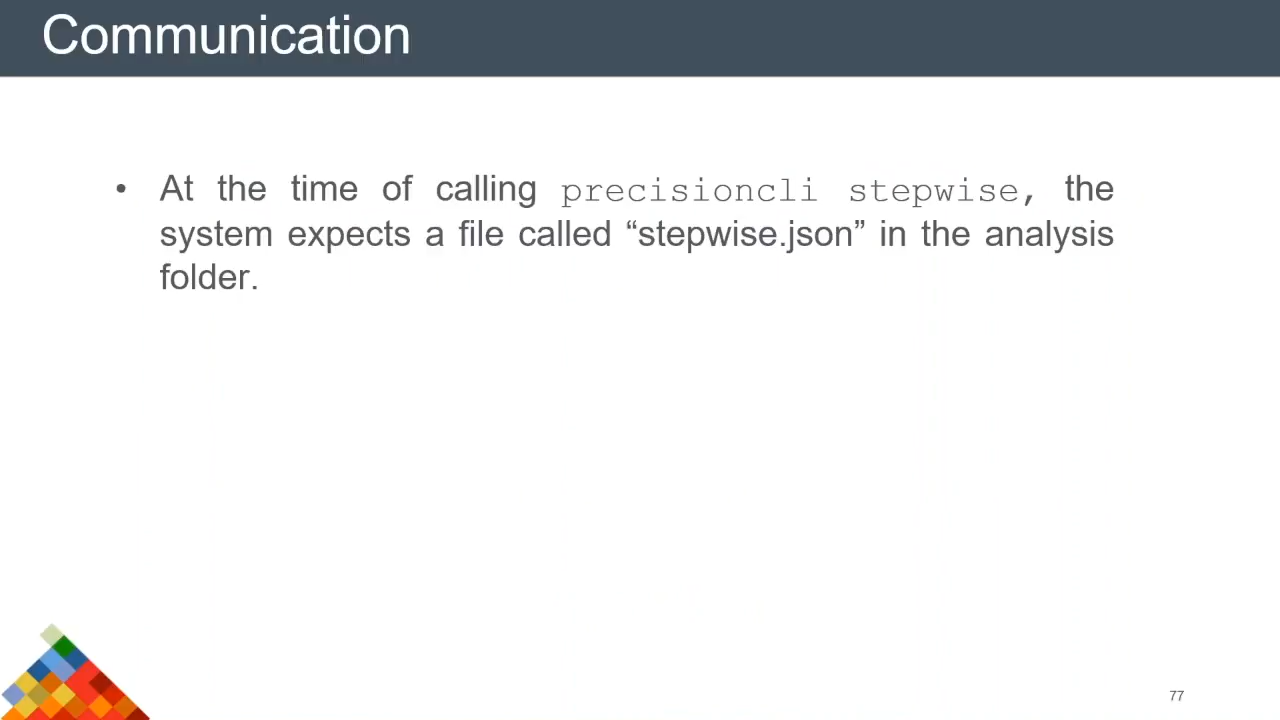 Communication
• At the time of calling precisioncli stepwise, the
system expects a file called “stepwise.json” in the analysis
folder.
77